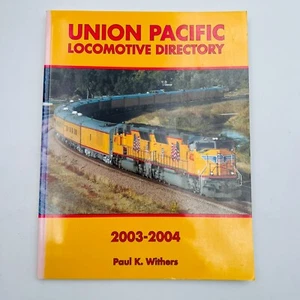 UNION PACIFIC
LOCOMOTIVE DIRECTORY
2003-2004
Paul K. Withers